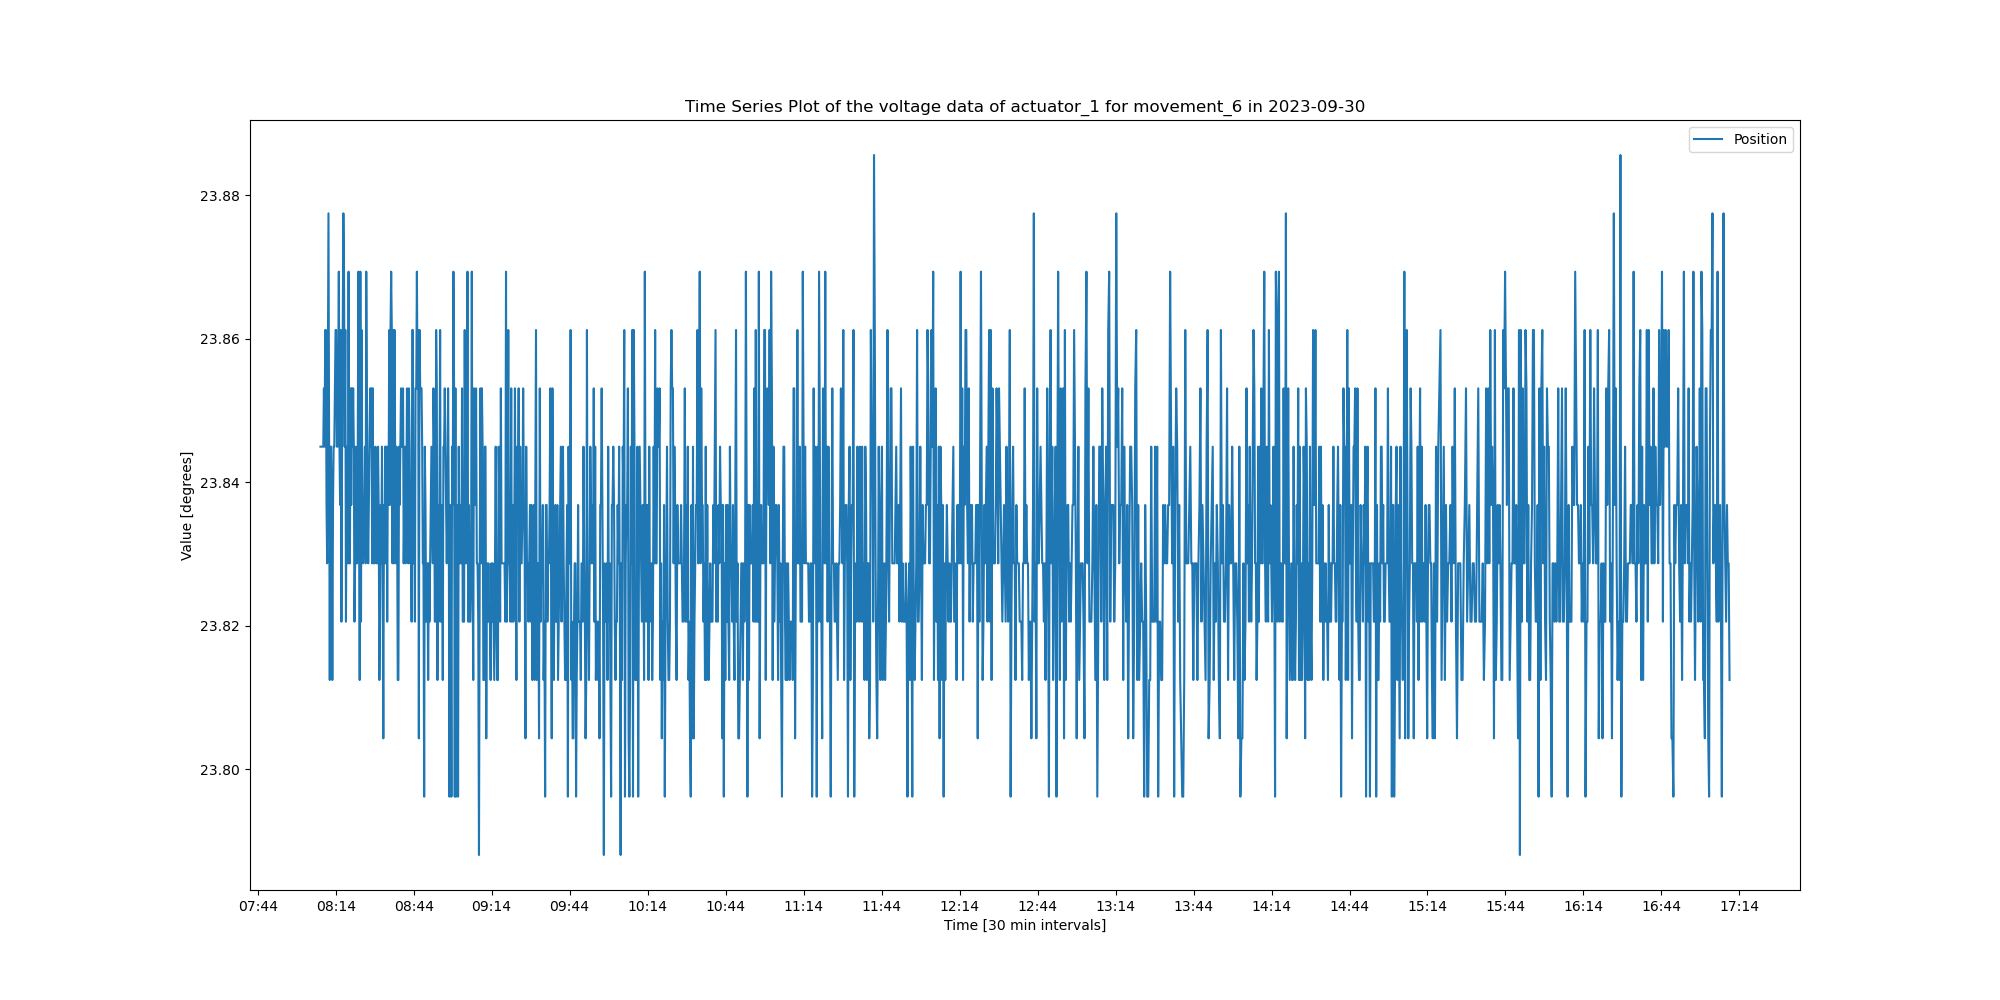 Time Series Plot of the voltage data of actuator_1 for movement_6 in 2023-09-30
Position
23.88
23.86
23.84
23.82
23.80
Value [degrees]
07:44 08:14 08:44 09:14 09:44 10:14 10:44 11:14 11:44 12:14 12:44 13:14 13:44 14:14 14:44 15:14 15:44 16:14 16:44 17:14
Time [30 min intervals]